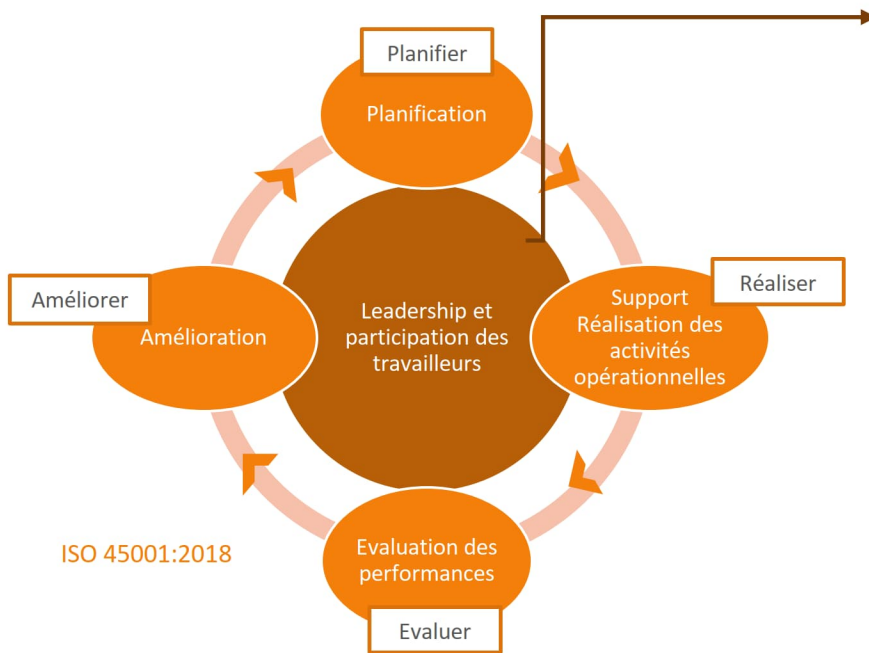 Planifier
Planification
Améliorer
Amélioration
Leadership et
participation des
travailleurs
Réaliser
Support
Réalisation des
activités
opérationnelles
ISO 45001:2018
Evaluation des
performances
Evaluer